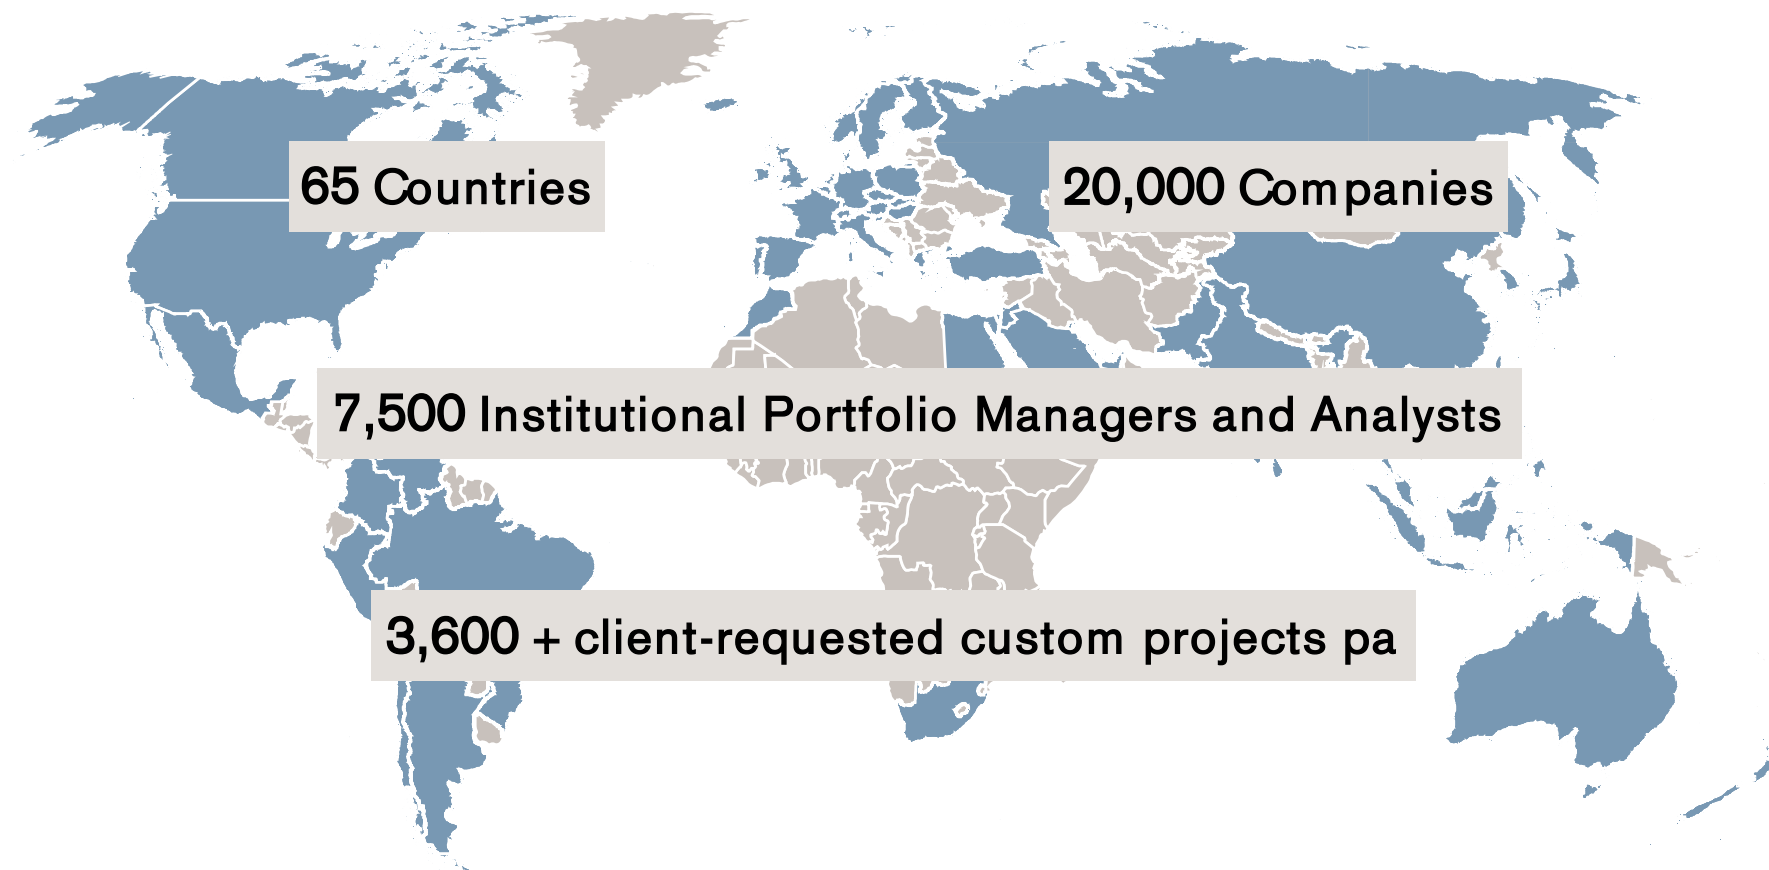 65 Countries
20,000 Companies
7,500 Institutional Portfolio Managers and Analysts
3,600 + client-requested custom projects pa